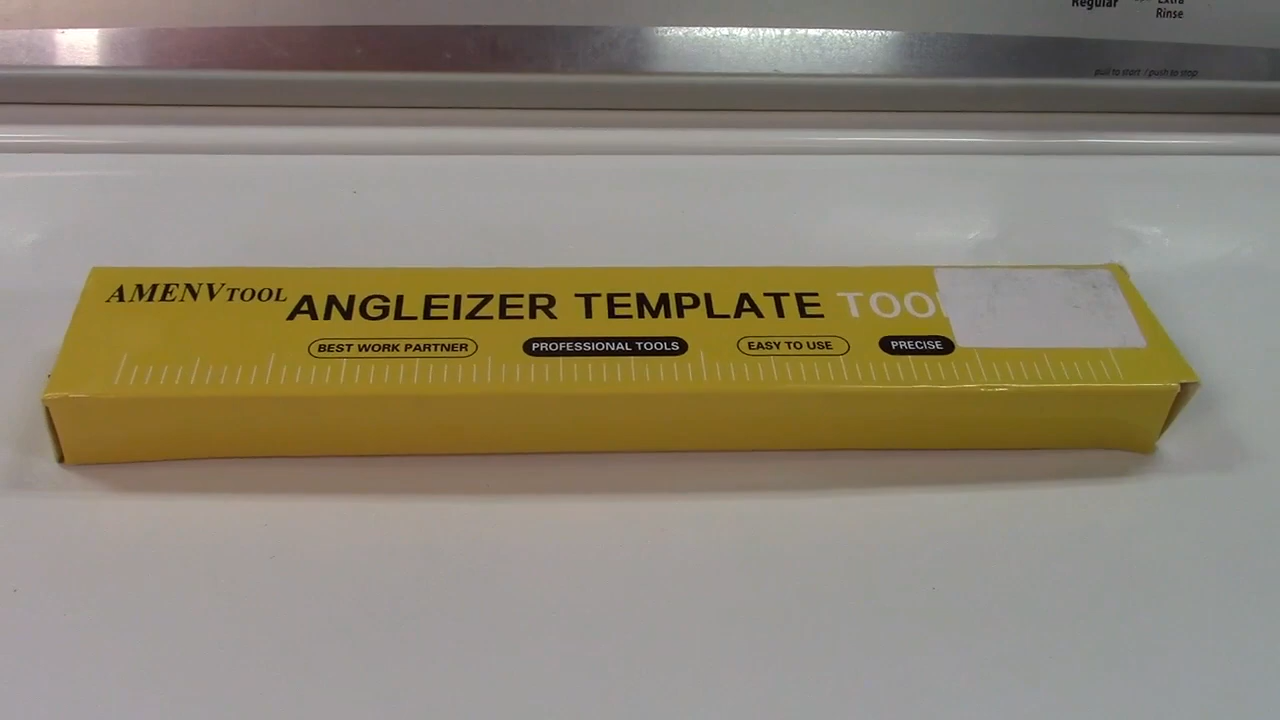 Regular
Extra
Rinse
pull to start / push to stop
AMENVTOOL
ANGLEIZER TEMPLATE TOO
BEST WORK PARTNER
PROFESSIONAL TOOLS
EASY TO USE
PRECISE